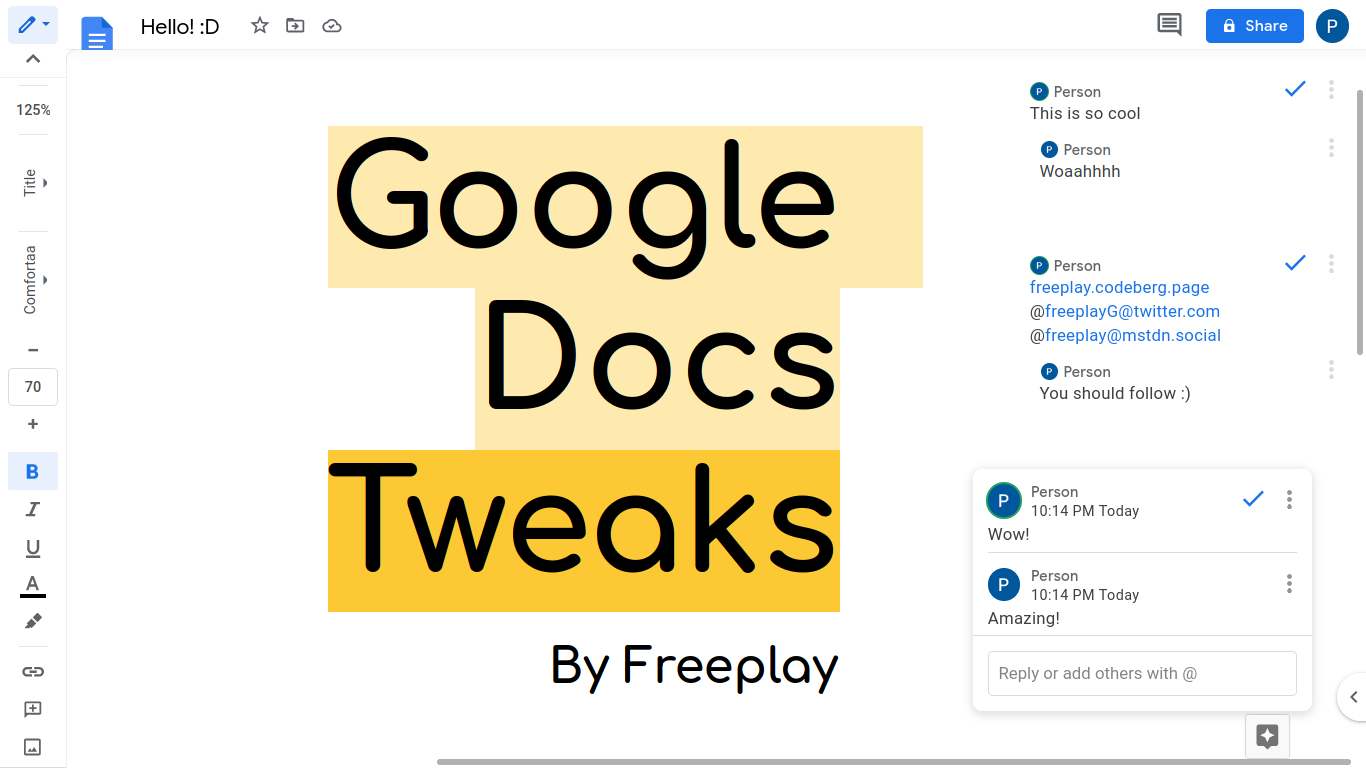 Hello! :D
Share
P
125%
Title
Comfortaa
70
B
I
U
A
Google
Docs
Tweaks
By Freeplay
P Person
This is so cool
P Person
Woaahhhh
P Person
freeplay.codeberg.page
@freeplayG@twitter.com
@freeplay@mstdn.social
P Person
You should follow :)
P Person
10:14 PM Today
Wow!
P Person
10:14 PM Today
Amazing!
Reply or add others with @